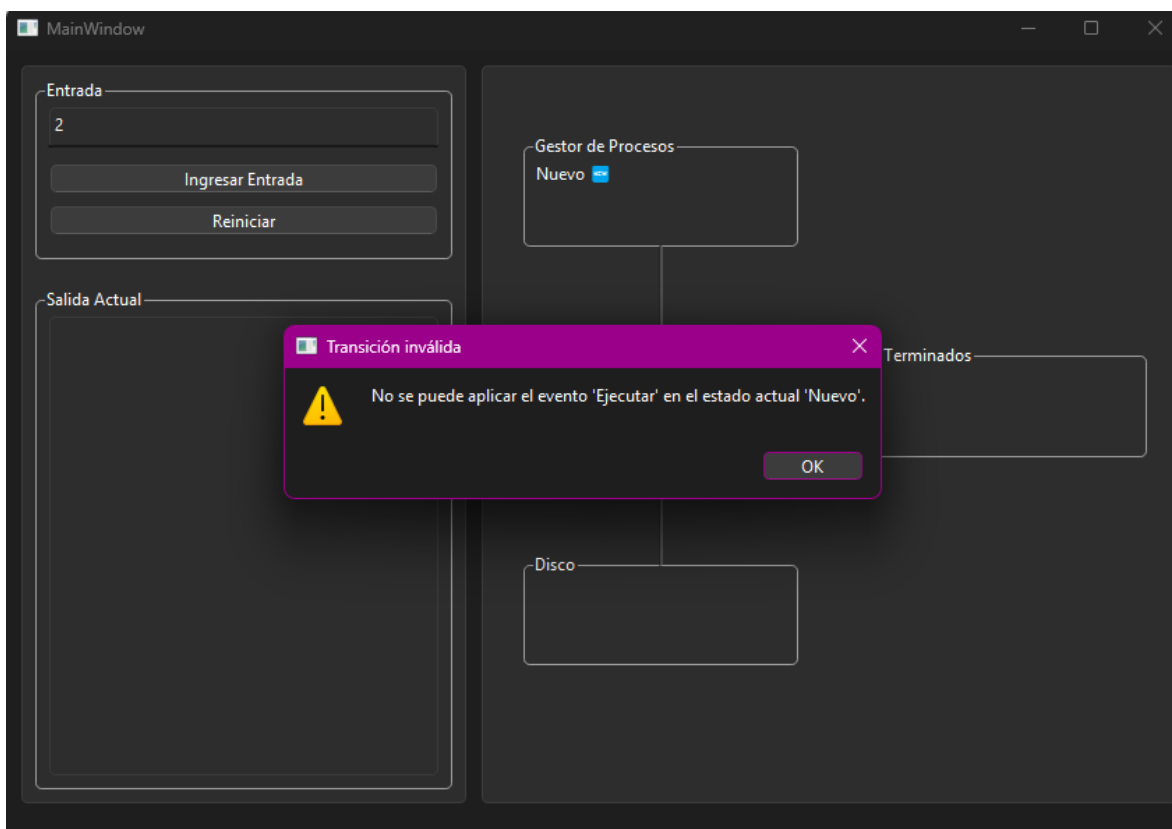 MainWindow
Entrada
2
Ingresar Entrada
Reiniciar
Salida Actual
Gestor de Procesos
Nuevo 🆕
Transición inválida
No se puede aplicar el evento 'Ejecutar' en el estado actual 'Nuevo'.
OK
Terminados
Disco